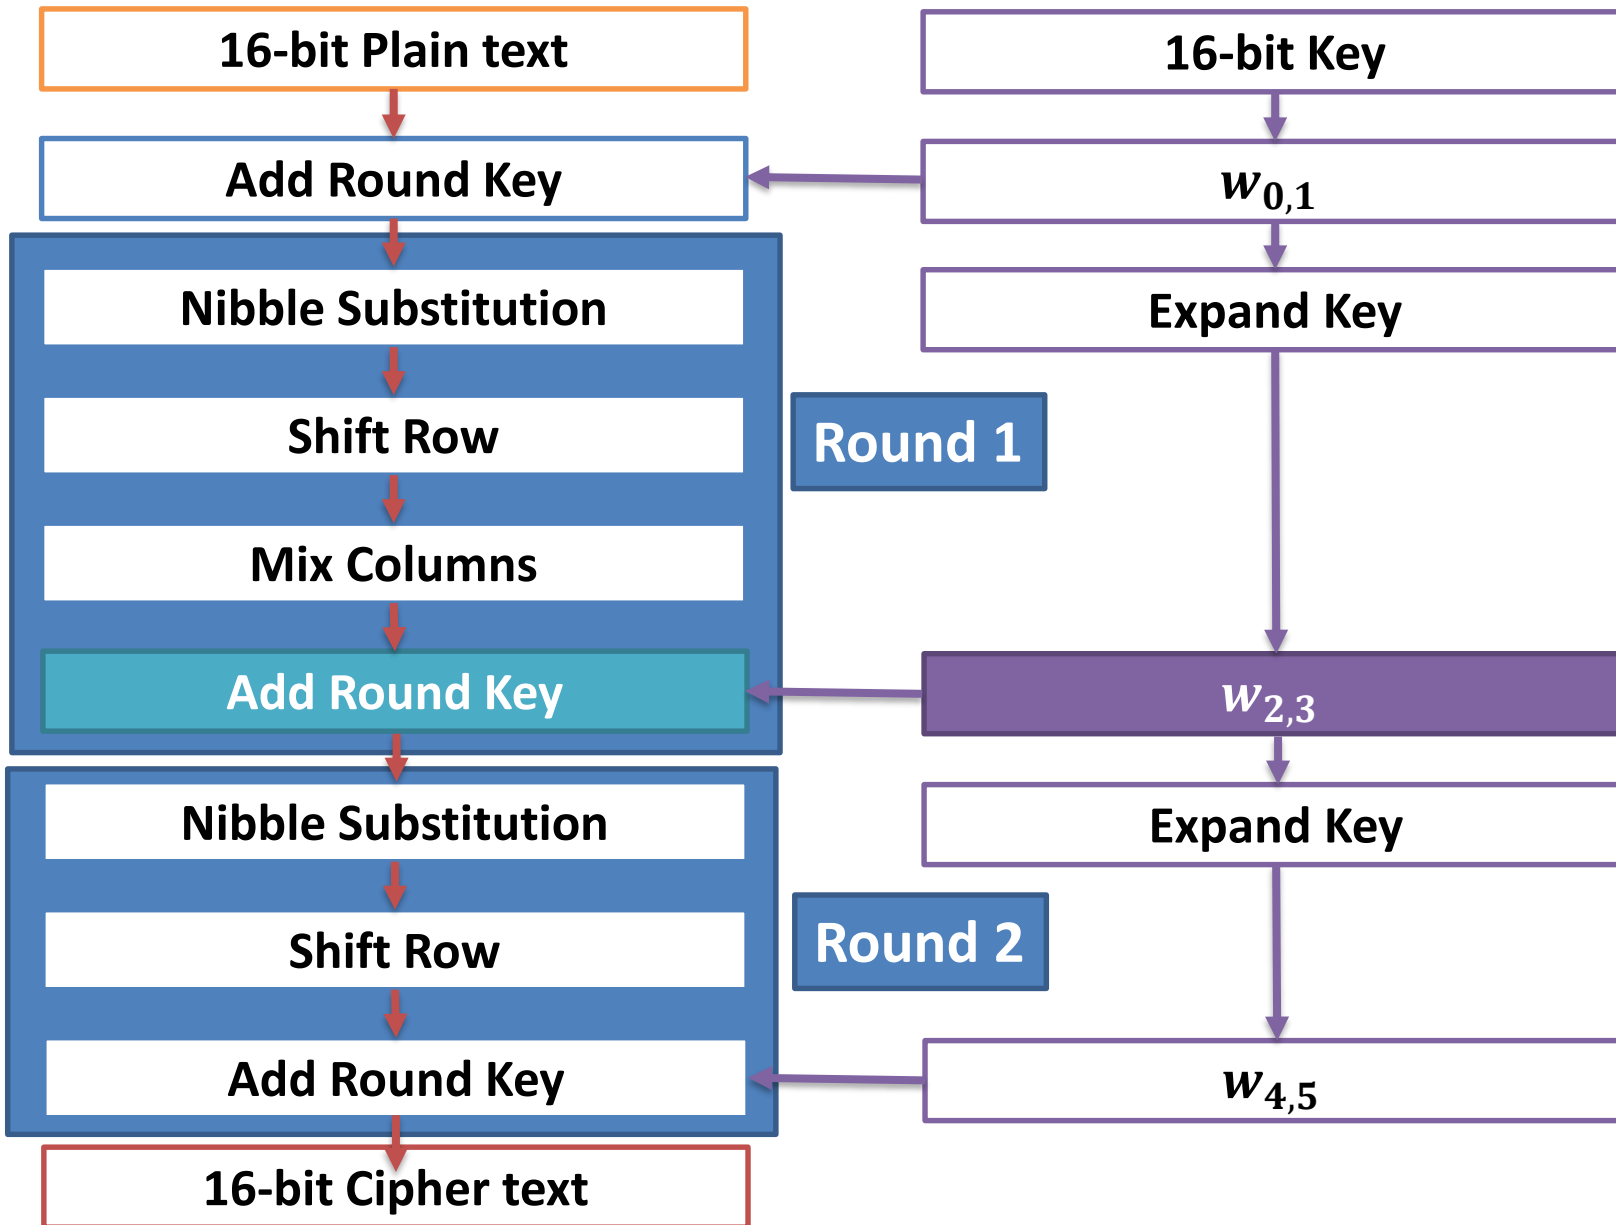 16-bit Plain text
16-bit Key
Add Round Key
w0,1
Nibble Substitution
Expand Key
Shift Row
Round 1
Mix Columns
Add Round Key
w2,3
Nibble Substitution
Expand Key
Shift Row
Round 2
Add Round Key
w4,5
16-bit Cipher text